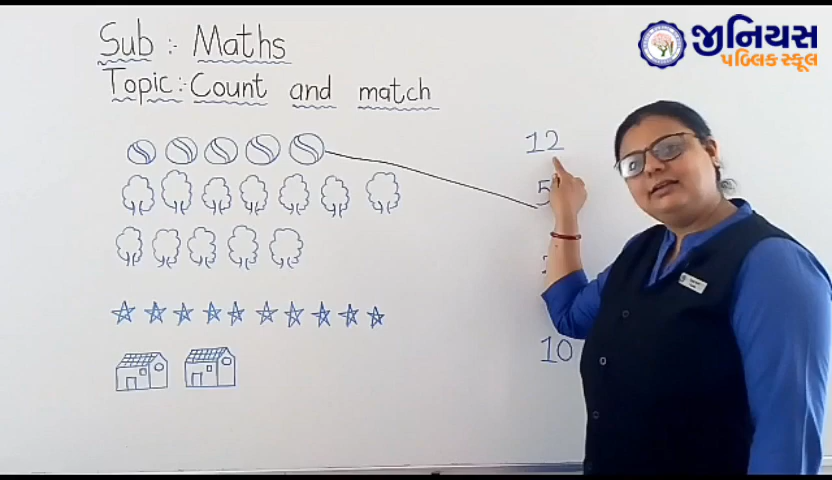 Sub :- Maths
Topic :- Count and match
12
5
10
જીનિયસ
પબ્લિક સ્કૂલ